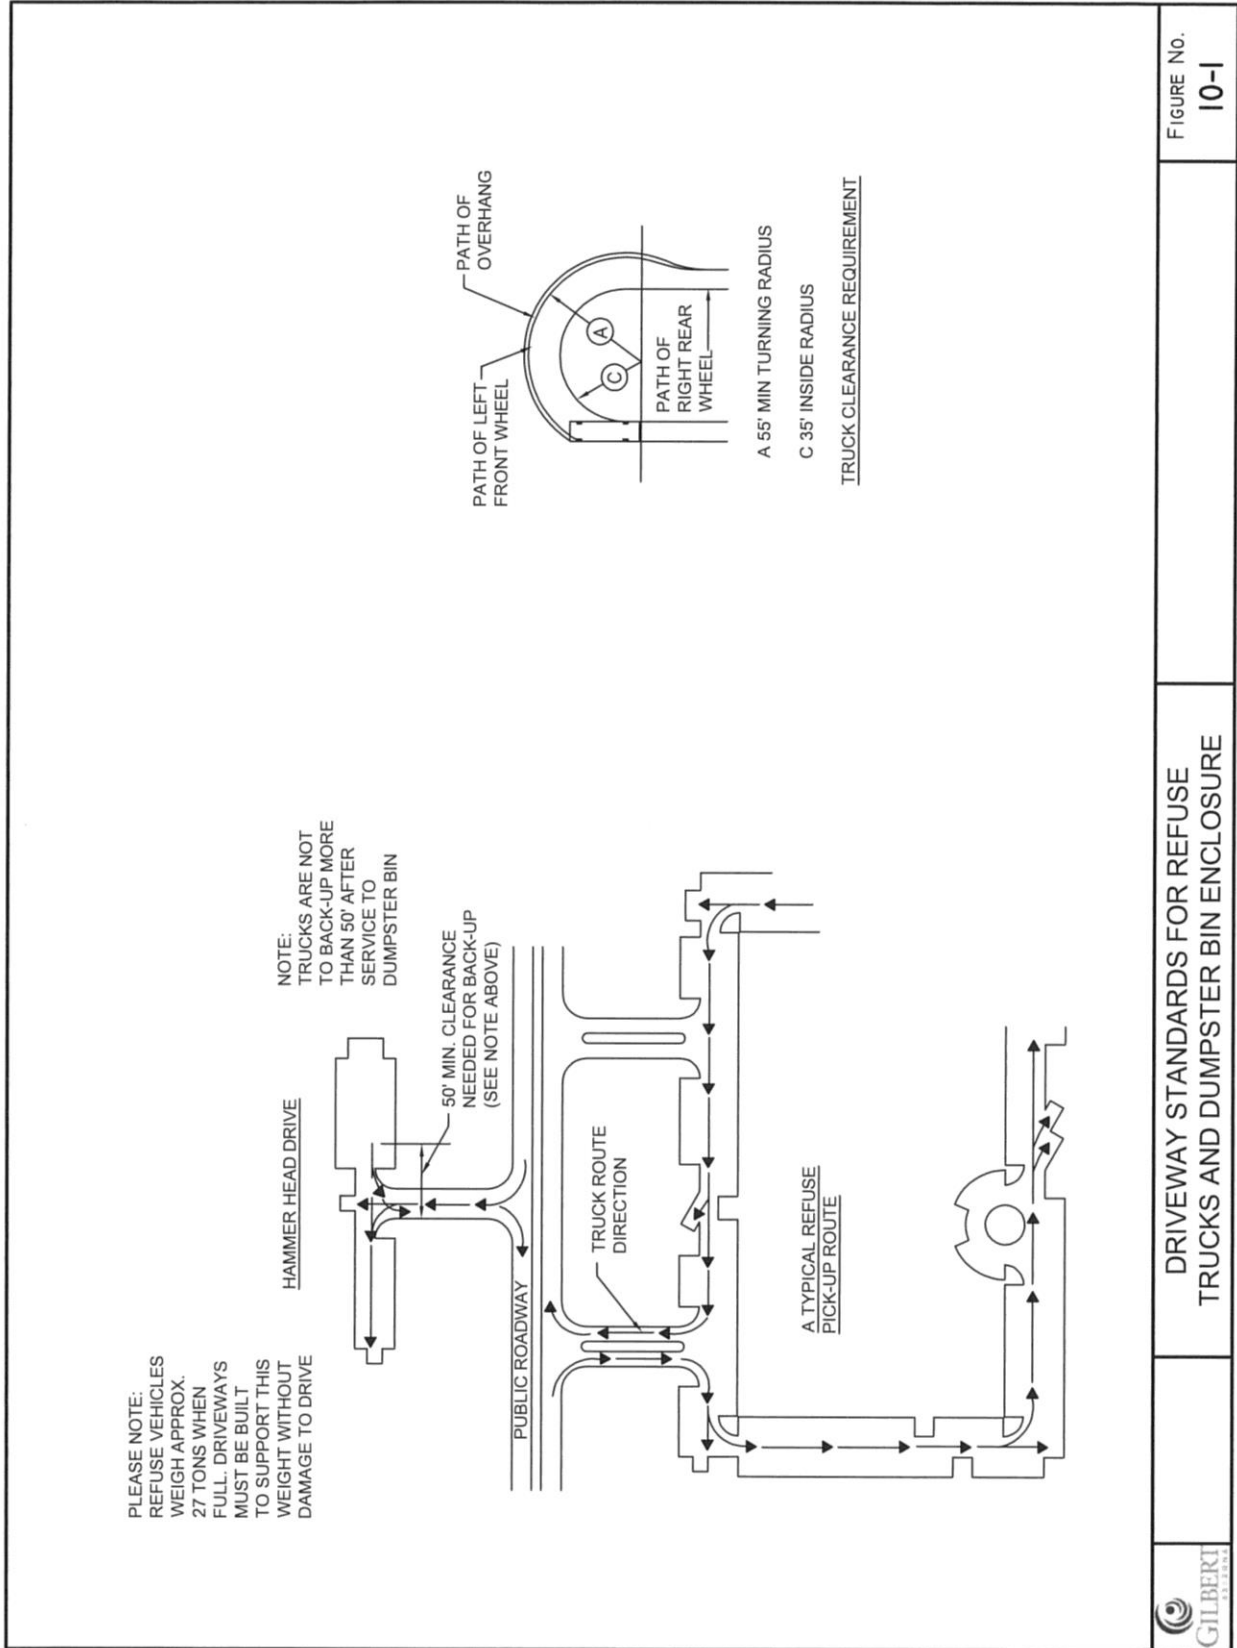 PLEASE NOTE:
REFUSE VEHICLES
WEIGH APPROX.
27 TONS WHEN
FULL. DRIVEWAYS
MUST BE BUILT
TO SUPPORT THIS
WEIGHT WITHOUT
DAMAGE TO DRIVE
HAMMER HEAD DRIVE
NOTE:
TRUCKS ARE NOT
TO BACK-UP MORE
THAN 50' AFTER
SERVICE TO
DUMPSTER BIN
50' MIN. CLEARANCE
NEEDED FOR BACK-UP
(SEE NOTE ABOVE)
PUBLIC ROADWAY
TRUCK ROUTE
DIRECTION
A TYPICAL REFUSE
PICK-UP ROUTE
PATH OF LEFT
FRONT WHEEL
PATH OF
OVERHANG
A
C
PATH OF
RIGHT REAR
WHEEL
A 55' MIN TURNING RADIUS
C 35' INSIDE RADIUS
TRUCK CLEARANCE REQUIREMENT
GILBERT
ARIZONA
DRIVEWAY STANDARDS FOR REFUSE
TRUCKS AND DUMPSTER BIN ENCLOSURE
FIGURE No.
10-1